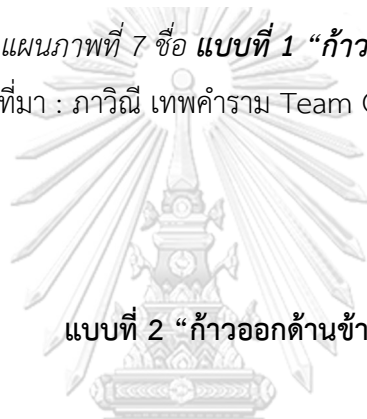 แผนภาพที่ 7 ชื่อ แบบที่ 1 “ก้าว
ที่มา : ภาวิณี เทพคำราม Team
แบบที่ 2 “ก้าวออกด้านข้า